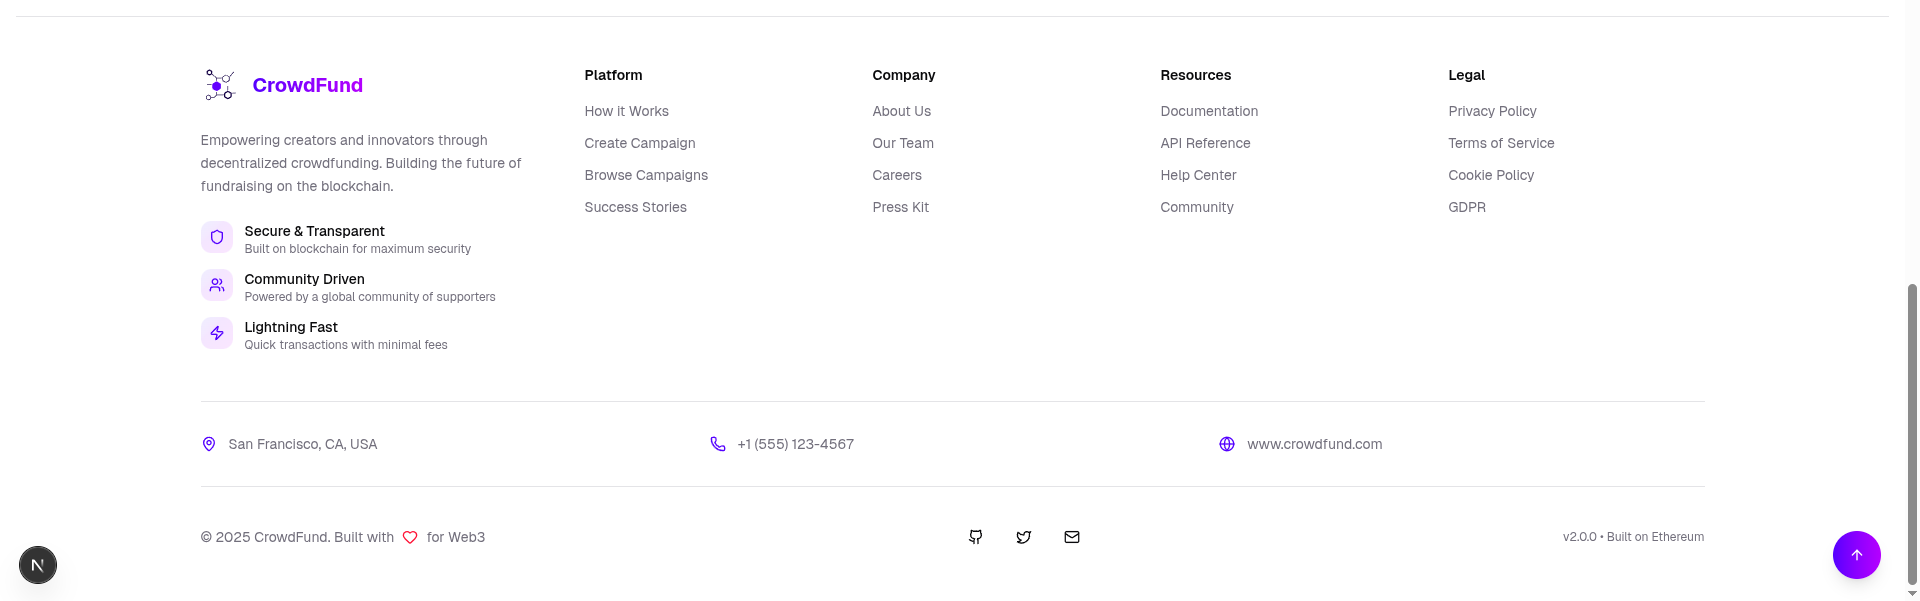 CrowdFund
Empowering creators and innovators through
decentralized crowdfunding. Building the future of
fundraising on the blockchain.
Secure & Transparent
Built on blockchain for maximum security
Community Driven
Powered by a global community of supporters
Lightning Fast
Quick transactions with minimal fees
Platform
How it Works
Create Campaign
Browse Campaigns
Success Stories
Company
About Us
Our Team
Careers
Press Kit
Resources
Documentation
API Reference
Help Center
Community
Legal
Privacy Policy
Terms of Service
Cookie Policy
GDPR
San Francisco, CA, USA
+1 (555) 123-4567
www.crowdfund.com
© 2025 CrowdFund. Built with for Web3
v2.0.0 • Built on Ethereum
N